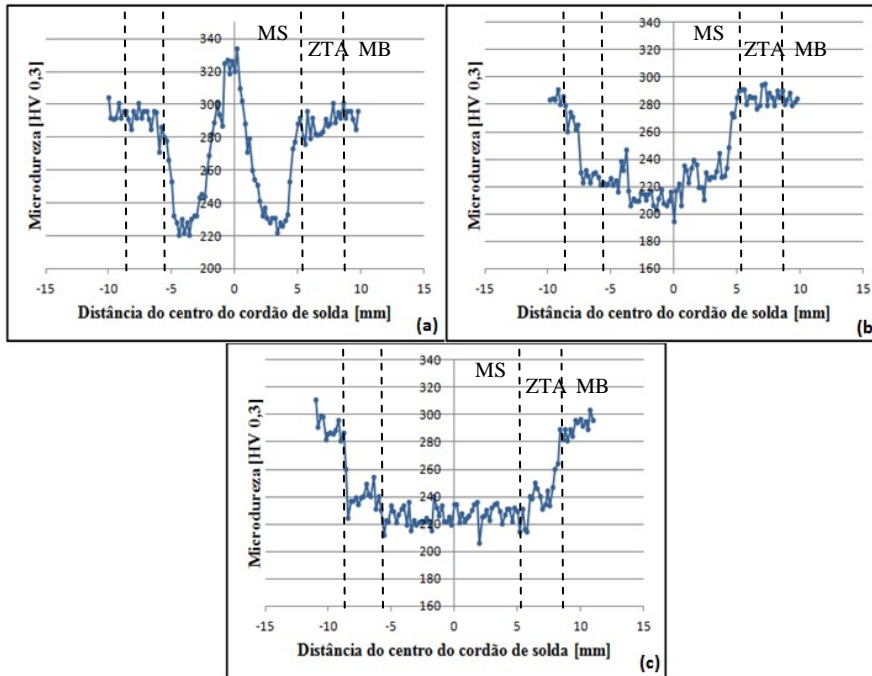 MS
ZTA MB
Microdureza [HV 0,3]
340
320
300
280
260
240
220
200
-15 -10 -5 0 5 10 15
Distância do centro do cordão de solda [mm]
(a)
MS
ZTA MB
Microdureza [HV 0,3]
340
320
300
280
260
240
220
200
180
160
-15 -10 -5 0 5 10 15
Distância do centro do cordão de solda [mm]
(b)
MS
ZTA MB
Microdureza [HV 0,3]
340
320
300
280
260
240
220
200
180
160
-15 -10 -5 0 5 10 15
Distância do centro do cordão de solda [mm]
(c)